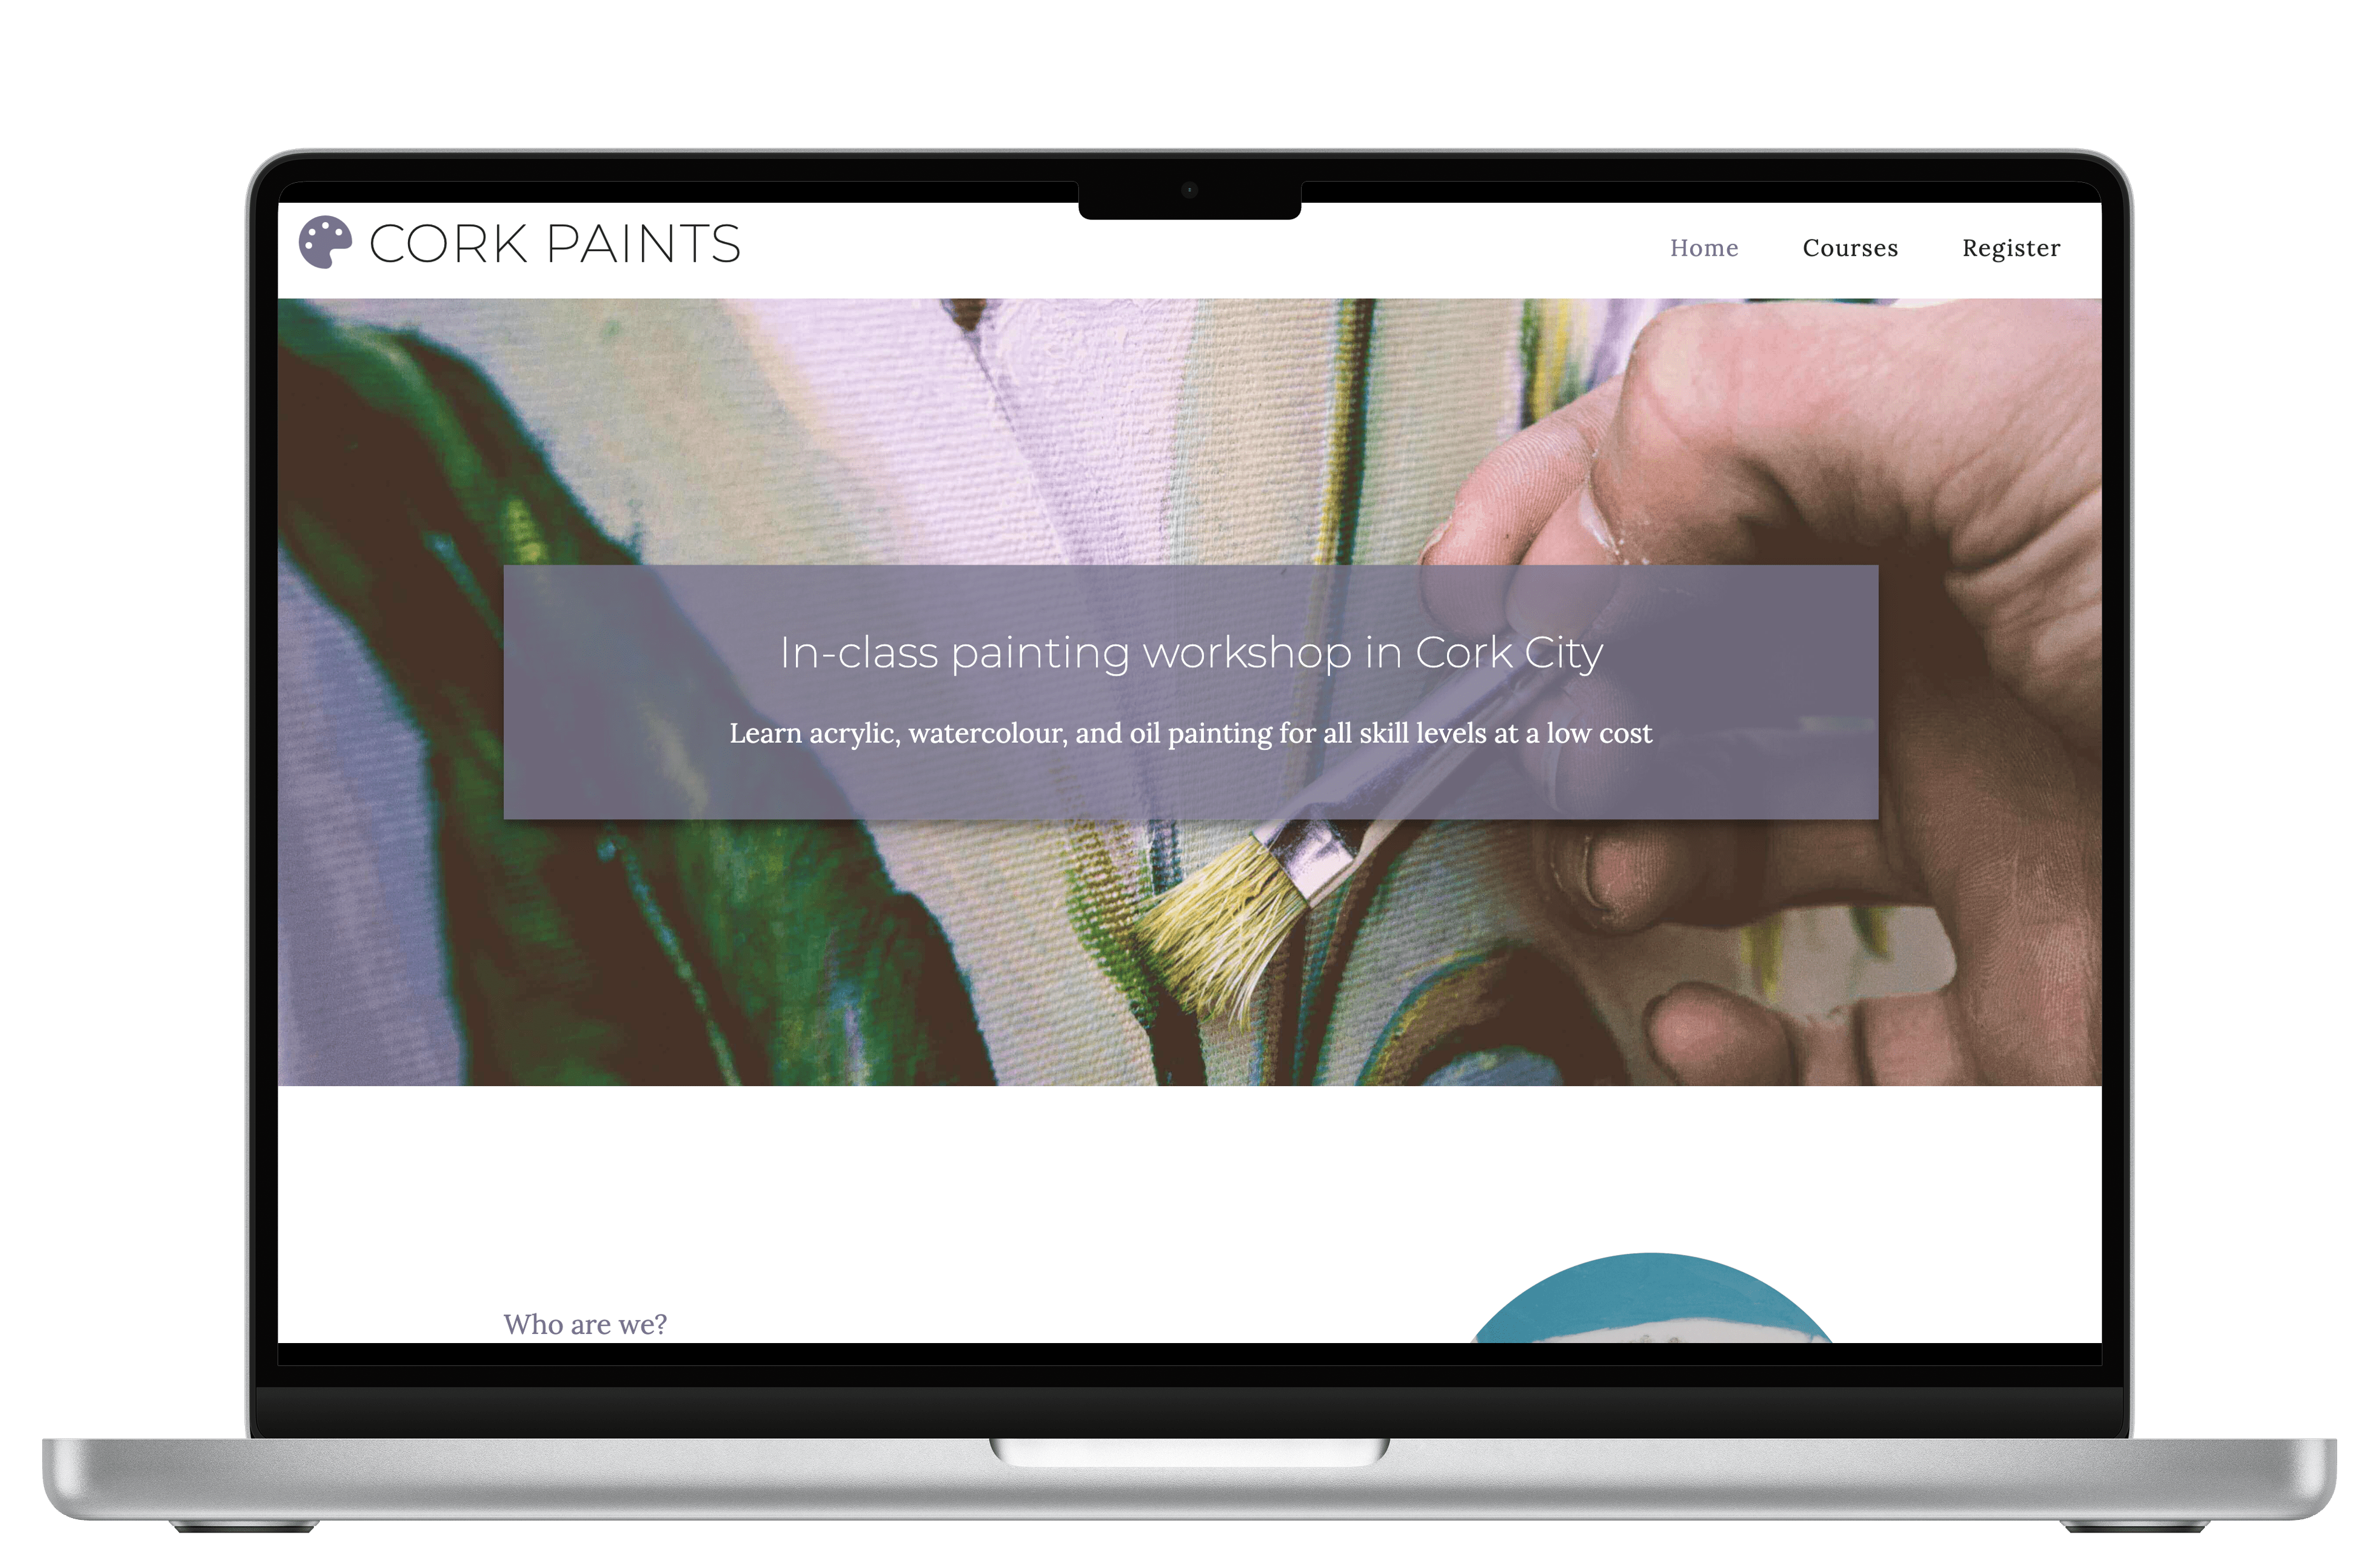 CORK PAINTS
Home Courses Register
In-class painting workshop in Cork City
Learn acrylic, watercolour, and oil painting for all skill levels at a low cost
Who are we?